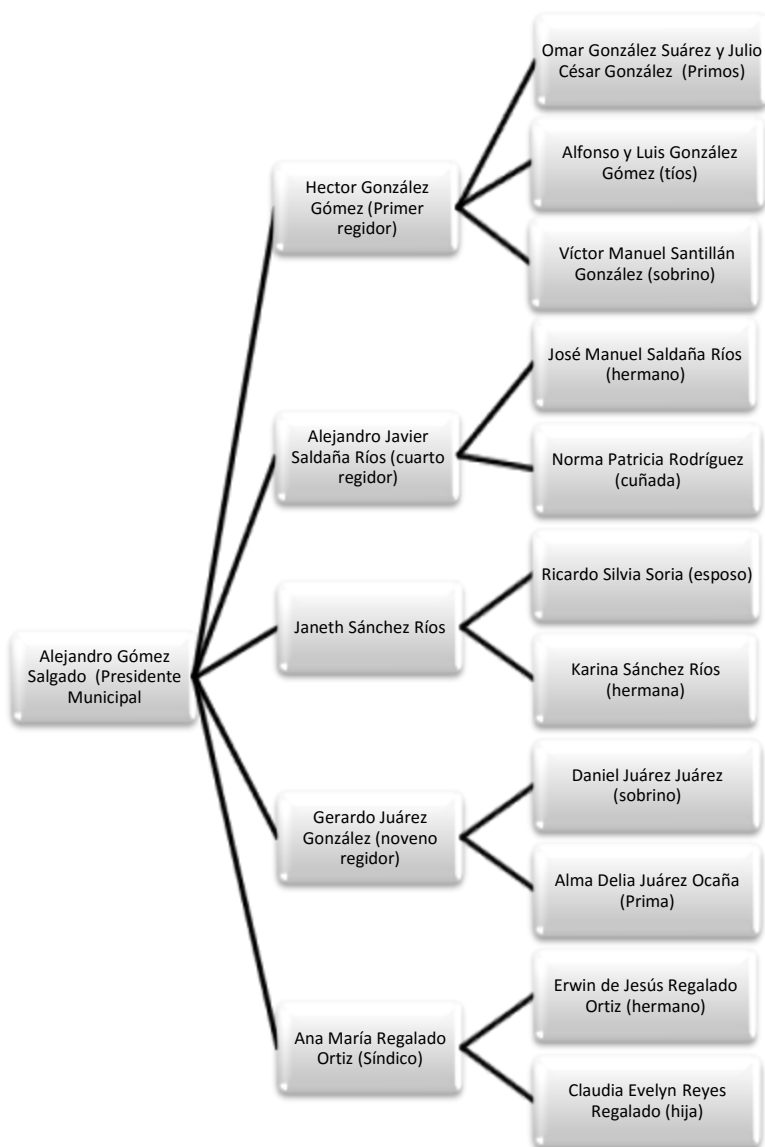 Omar González Suárez y Julio
César González (Primos)
Alfonso y Luis González
Gómez (tíos)
Hector González
Gómez (Primer
regidor)
Víctor Manuel Santillán
González (sobrino)
José Manuel Saldaña Ríos
(hermano)
Alejandro Javier
Saldaña Ríos (cuarto
regidor)
Norma Patricia Rodríguez
(cuñada)
Ricardo Silvia Soria (esposo)
Janeth Sánchez Ríos
Karina Sánchez Ríos
(hermana)
Alejandro Gómez
Salgado (Presidente
Municipal
Daniel Juárez Juárez
(sobrino)
Gerardo Juárez
González (noveno
regidor)
Alma Delia Juárez Ocaña
(Prima)
Erwin de Jesús Regalado
Ortiz (hermano)
Ana María Regalado
Ortiz (Síndico)
Claudia Evelyn Reyes
Regalado (hija)